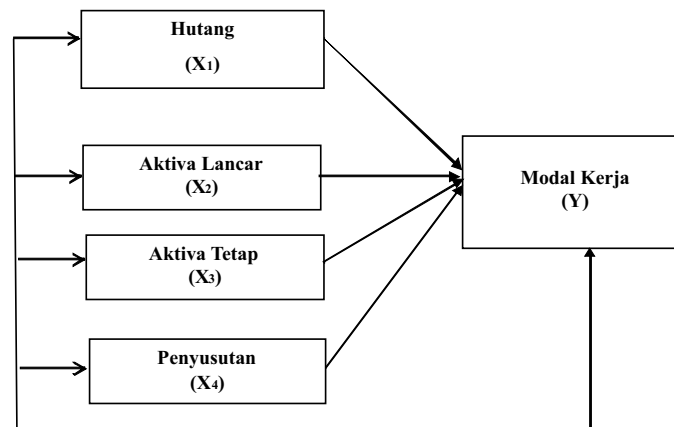 Hutang
(X1)
Aktiva Lancar
(X2)
Aktiva Tetap
(X3)
Penyusutan
(X4)
Modal Kerja
(Y)